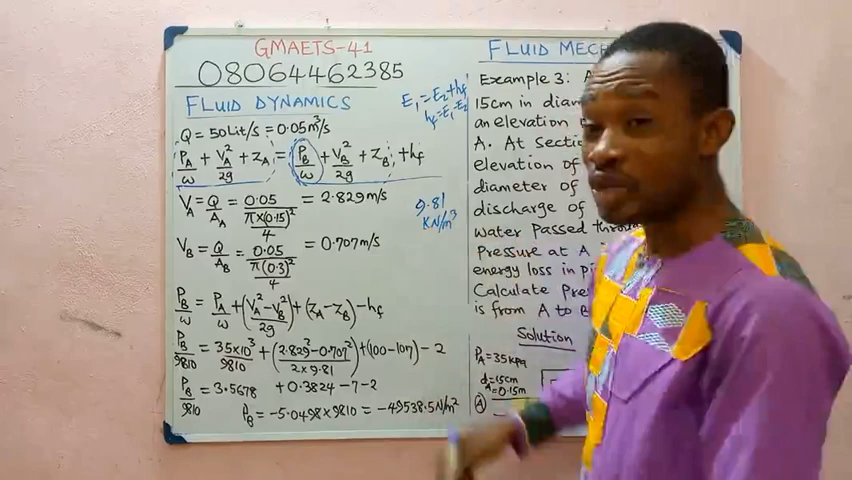 GMAETS-41
080644462385
FLUID DYNAMICS
E₁=E₂+hf
hf=E₁-E₂
Q = 50Lit/s = 0.05m³/s
P_A/ω + V_A²/2g + Z_A = P_B/ω + V_B²/2g + Z_B + hf
V_A = Q/A_A = 0.05/(π×(0.15)²/4) = 2.829m/s
9.81
KN/m³
V_B = Q/A_B = 0.05/(π(0.3)²/4) = 0.707m/s
P_B/ω = P_A/ω + (V_A²-V_B²/2g) + (Z_A-Z_B) - hf
P_B/9810 = 35×10³/9810 + (2.829²-0.707²/2×9.81) + (100-107) - 2
P_B/9810 = 3.5678 + 0.3824 - 7 - 2
P_B = -5.0498×9810 = -49538.5N/m²
FLUID MECH
Example 3: A
15cm in diam
an elevation
A. At Secti
elevation of
diameter of
discharge of
water Passed thro
Pressure at A
energy loss in pi
Calculate Pre
is from A to B
Solution
P_A=35kpa
d_A=15cm
=0.15m
A